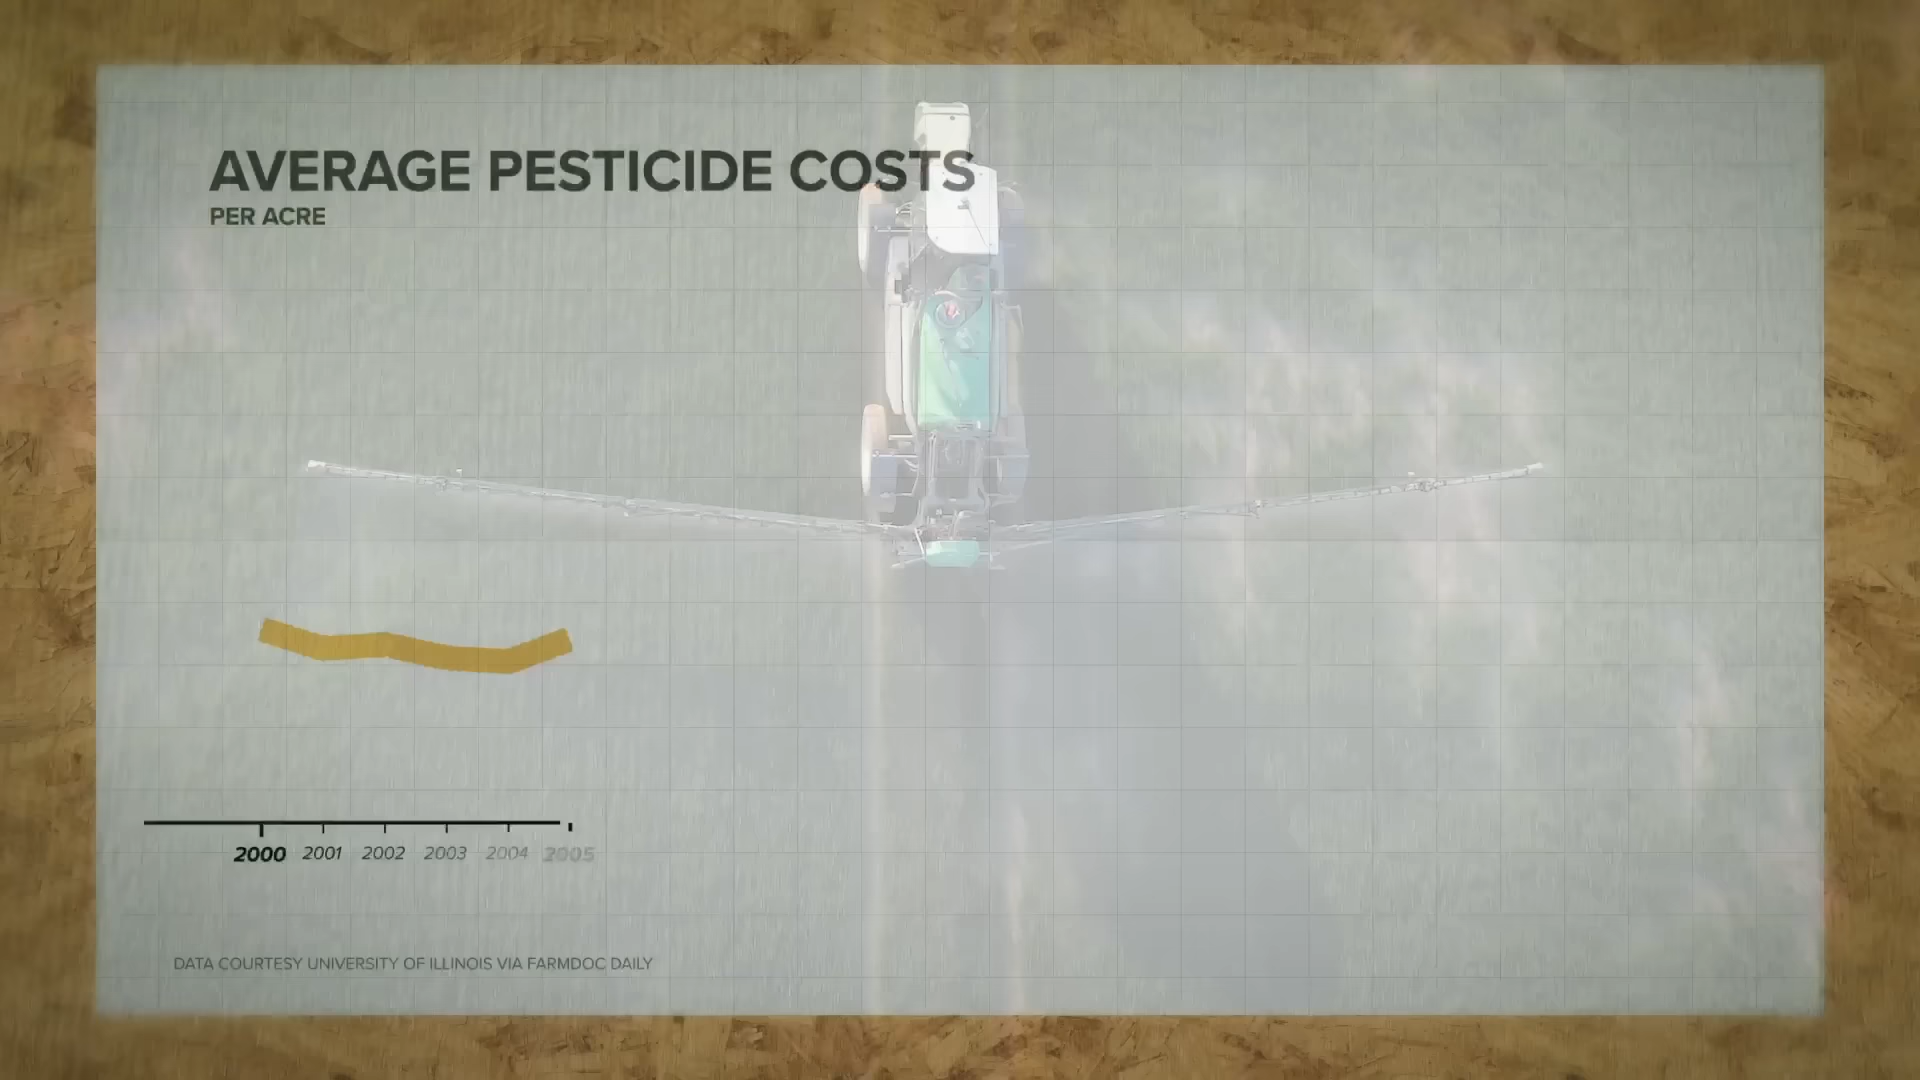 AVERAGE PESTICIDE COSTS
PER ACRE
2000 2001 2002 2003 2004 2005
DATA COURTESY UNIVERSITY OF ILLINOIS VIA FARMDOC DAILY